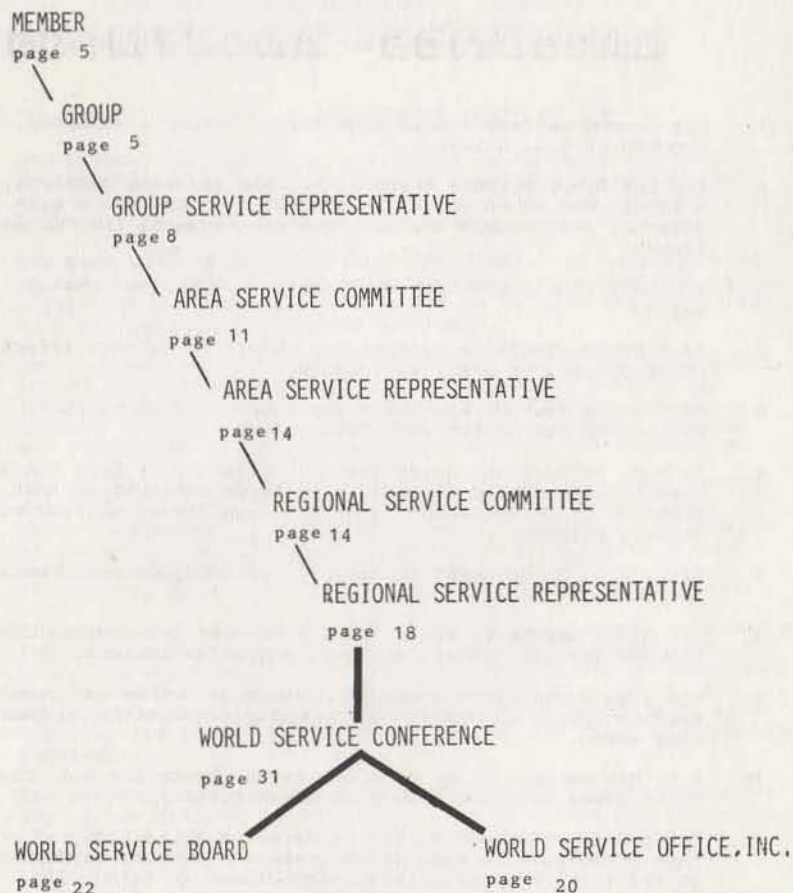 MEMBER
page 5
GROUP
page 5
GROUP SERVICE REPRESENTATIVE
page 8
AREA SERVICE COMMITTEE
page 11
AREA SERVICE REPRESENTATIVE
page 14
REGIONAL SERVICE COMMITTEE
page 14
REGIONAL SERVICE REPRESENTATIVE
page 18
WORLD SERVICE CONFERENCE
page 31
WORLD SERVICE BOARD
page 22
WORLD SERVICE OFFICE,INC.
page 20